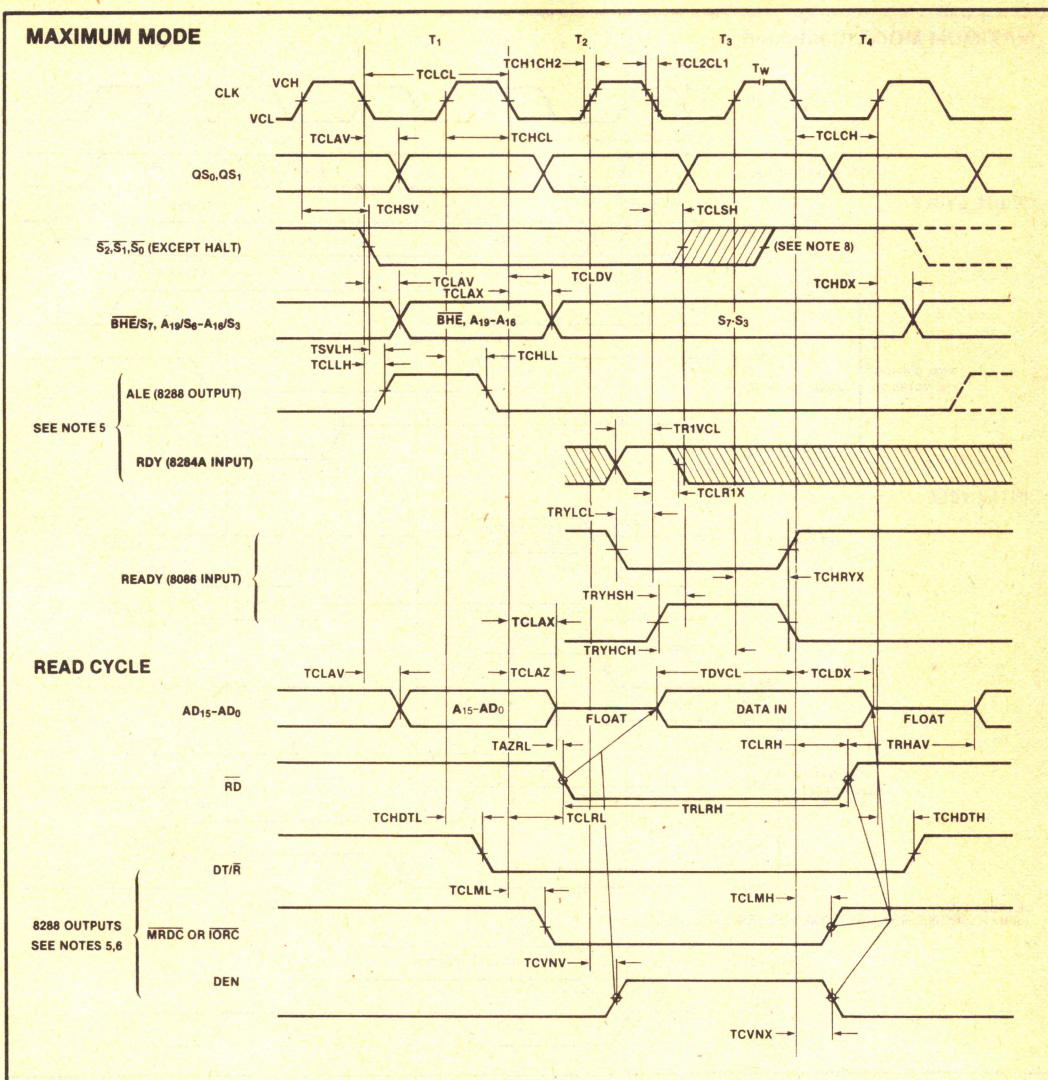 MAXIMUM MODE
T1 T2 T3 T4
TCH1CH2 TCL2CL1
TCLCL TW
VCH
CLK
VCL
TCLAV TCHCL TCLCH
QS0,QS1
TCHSV TCLSH
S2,S1,S0 (EXCEPT HALT) (SEE NOTE 8)
TCLAV TCLDV TCHDX
TCLAX
BHE/S7, A19/S6-A16/S3 BHE, A19-A16 S7-S3
TSVLH TCHLL
TCLLH
ALE (8288 OUTPUT)
SEE NOTE 5
TR1VCL
RDY (8284A INPUT)
TCLR1X
TRYLCL
READY (8086 INPUT) TCHRYX
TRYHSH
TCLAX
TRYHCH
READ CYCLE
TCLAV TCLAZ TDVCL TCLDX
AD15-AD0 A15-AD0 FLOAT DATA IN FLOAT
TAZRL TCLRH TRHAV
RD
TRLRH
TCHDTL TCLRL TCHDTH
DT/R
TCLML TCLMH
8288 OUTPUTS
SEE NOTES 5,6
MRDC OR IORC
TCVNV
DEN
TCVNX